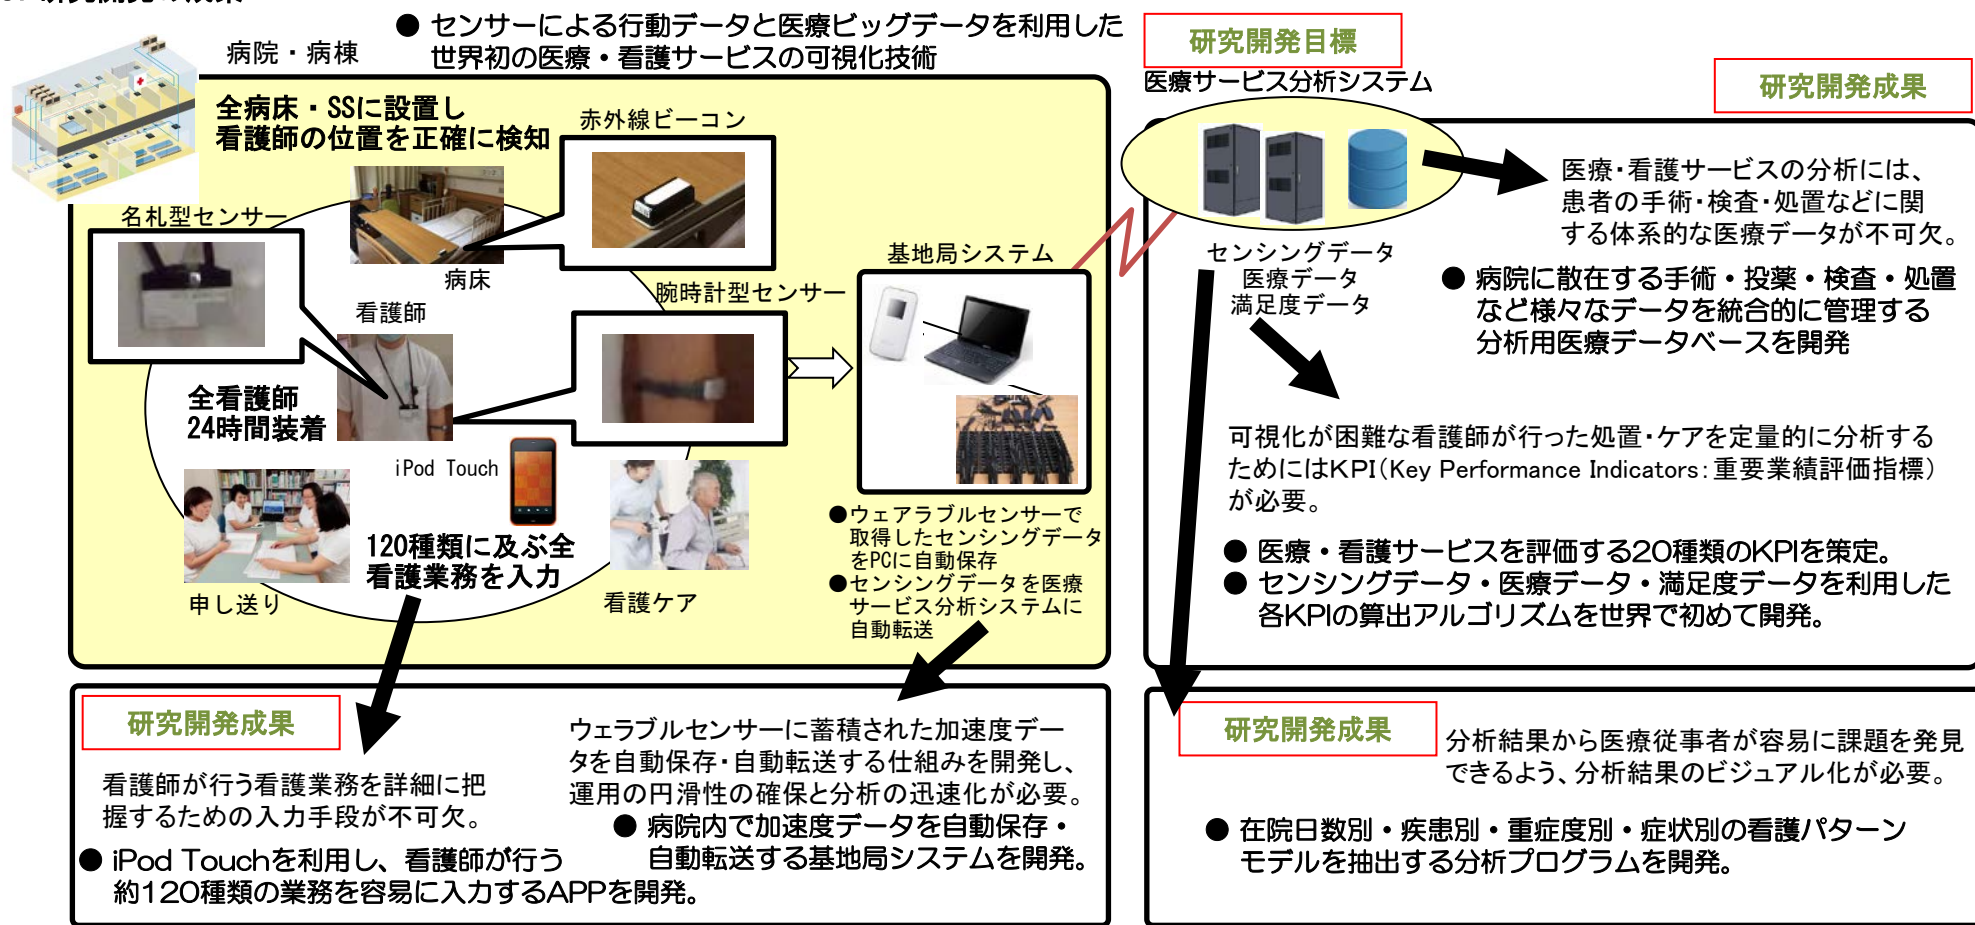 ● センサーによる行動データと医療ビッグデータを利用した
世界初の医療・看護サービスの可視化技術
病院・病棟
全病床・SSに設置し
看護師の位置を正確に検知
赤外線ビーコン
名札型センサー
病床
看護師
腕時計型センサー
基地局システム
全看護師
24時間装着
iPod Touch
120種類に及ぶ全
看護業務を入力
申し送り
看護ケア
●ウェアラブルセンサーで
取得したセンシングデータ
をPCに自動保存
●センシングデータを医療
サービス分析システムに
自動転送
研究開発目標
医療サービス分析システム
研究開発成果
センシングデータ
医療データ
満足度データ
医療・看護サービスの分析には、
患者の手術・検査・処置などに関
する体系的な医療データが不可欠。
● 病院に散在する手術・投薬・検査・処置
など様々なデータを統合的に管理する
分析用医療データベースを開発
可視化が困難な看護師が行った処置・ケアを定量的に分析する
ためにはKPI(Key Performance Indicators：重要業績評価指標)
が必要。
● 医療・看護サービスを評価する20種類のKPIを策定。
● センシングデータ・医療データ・満足度データを利用した
各KPIの算出アルゴリズムを世界で初めて開発。
研究開発成果
看護師が行う看護業務を詳細に把
握するための入力手段が不可欠。
● iPod Touchを利用し、看護師が行う
約120種類の業務を容易に入力するAPPを開発。
ウェラブルセンサーに蓄積された加速度デー
タを自動保存・自動転送する仕組みを開発し、
運用の円滑性の確保と分析の迅速化が必要。
● 病院内で加速度データを自動保存・
自動転送する基地局システムを開発。
研究開発成果
分析結果から医療従事者が容易に課題を発見
できるよう、分析結果のビジュアル化が必要。
● 在院日数別・疾患別・重症度別・症状別の看護パターン
モデルを抽出する分析プログラムを開発。